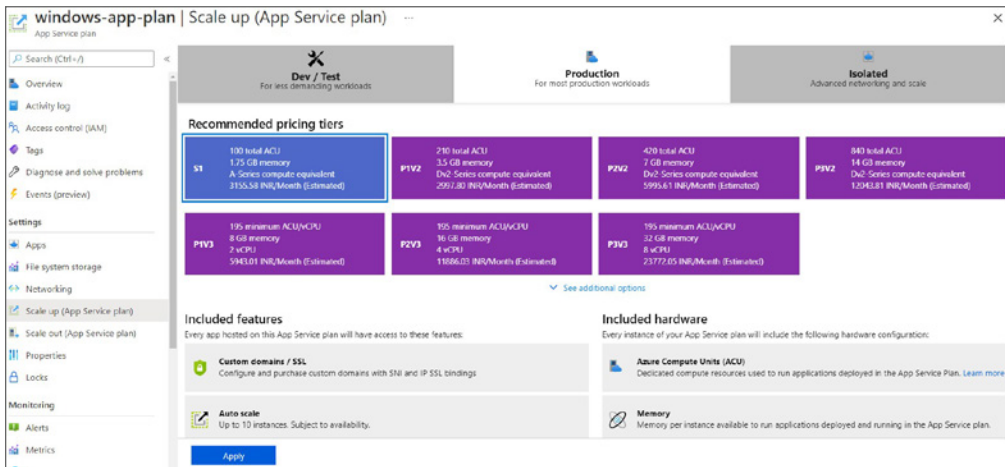 windows-app-plan | Scale up (App Service plan) ...
App Service plan
Search (Ctrl+/)
Overview
Activity log
Access control (IAM)
Tags
Diagnose and solve problems
Events (preview)
Settings
Apps
File system storage
Networking
Scale up (App Service plan)
Scale out (App Service plan)
Properties
Locks
Monitoring
Alerts
Metrics
Dev / Test
For less demanding workloads
Production
For most production workloads
Isolated
Advanced networking and scale
Recommended pricing tiers
S1
100 total ACU
1.75 GB memory
A-Series compute equivalent
3155.58 INR/Month (Estimated)
P1V2
210 total ACU
3.5 GB memory
Dv2-Series compute equivalent
2997.80 INR/Month (Estimated)
P2V2
420 total ACU
7 GB memory
Dv2-Series compute equivalent
5995.61 INR/Month (Estimated)
P3V2
840 total ACU
14 GB memory
Dv2-Series compute equivalent
12043.81 INR/Month (Estimated)
P1V3
195 minimum ACU/vCPU
8 GB memory
2 vCPU
5943.01 INR/Month (Estimated)
P2V3
195 minimum ACU/vCPU
16 GB memory
4 vCPU
11886.03 INR/Month (Estimated)
P3V3
195 minimum ACU/vCPU
32 GB memory
8 vCPU
23772.05 INR/Month (Estimated)
See additional options
Included features
Every app hosted on this App Service plan will have access to these features:
Custom domains / SSL
Configure and purchase custom domains with SNI and IP SSL bindings
Auto scale
Up to 10 instances. Subject to availability.
Included hardware
Every instance of your App Service plan will include the following hardware configuration:
Azure Compute Units (ACU)
Dedicated compute resources used to run applications deployed in the App Service Plan. Learn more
Memory
Memory per instance available to run applications deployed and running in the App Service plan.
Apply